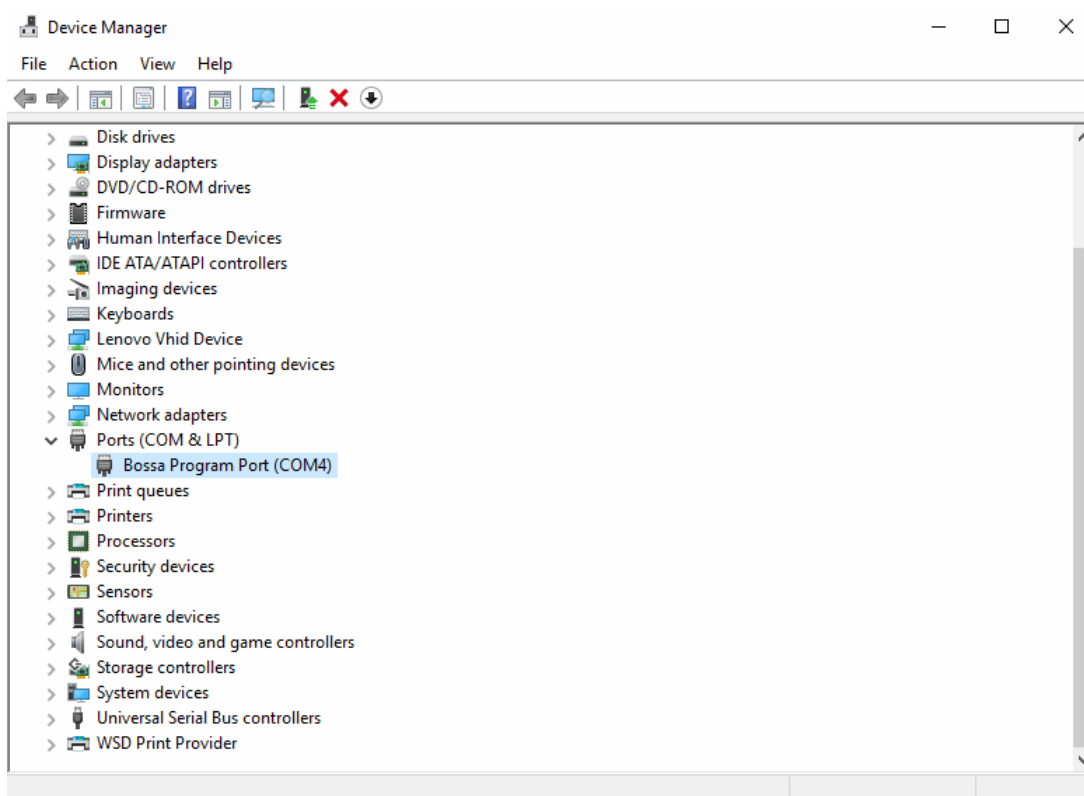 Device Manager
File Action View Help
Disk drives
Display adapters
DVD/CD-ROM drives
Firmware
Human Interface Devices
IDE ATA/ATAPI controllers
Imaging devices
Keyboards
Lenovo Vhid Device
Mice and other pointing devices
Monitors
Network adapters
Ports (COM & LPT)
Bossa Program Port (COM4)
Print queues
Printers
Processors
Security devices
Sensors
Software devices
Sound, video and game controllers
Storage controllers
System devices
Universal Serial Bus controllers
WSD Print Provider